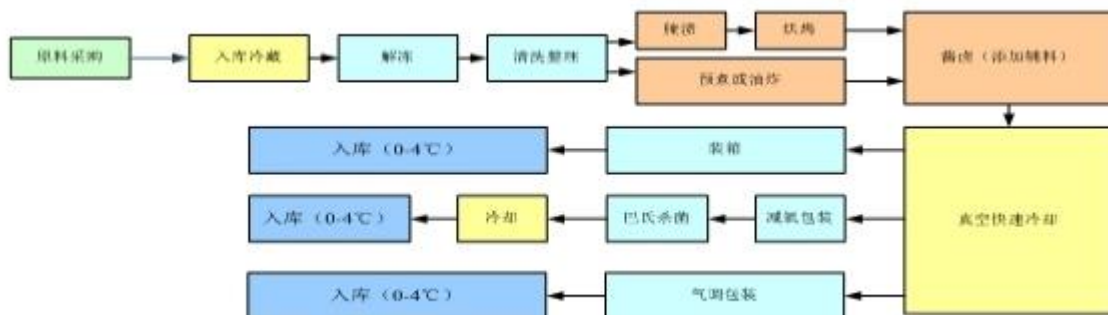 原料采购
入库冷藏
解冻
清洗整理
腌渍
烘烤
预煮或油炸
酱卤（添加辅料）
入库（0-4℃）
装箱
入库（0-4℃）
冷却
巴氏杀菌
减氧包装
真空快速冷却
入库（0-4℃）
气调包装